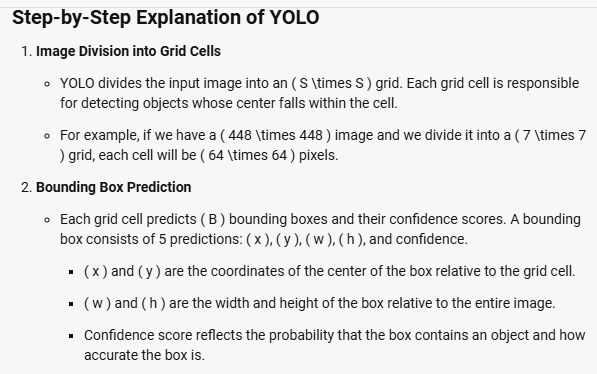 Step-by-Step Explanation of YOLO
1. Image Division into Grid Cells
◦ YOLO divides the input image into an ( S \times S ) grid. Each grid cell is responsible
for detecting objects whose center falls within the cell.
◦ For example, if we have a ( 448 \times 448 ) image and we divide it into a ( 7 \times 7
) grid, each cell will be ( 64 \times 64 ) pixels.
2. Bounding Box Prediction
◦ Each grid cell predicts ( B ) bounding boxes and their confidence scores. A bounding
box consists of 5 predictions: ( x ), ( y ), ( w ), ( h ), and confidence.
▪ ( x ) and ( y ) are the coordinates of the center of the box relative to the grid cell.
▪ ( w ) and ( h ) are the width and height of the box relative to the entire image.
▪ Confidence score reflects the probability that the box contains an object and how
accurate the box is.